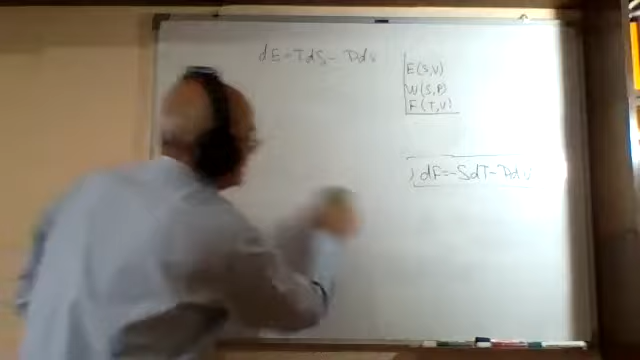 dE=TdS-PdV
E(S,V)
W(S,P)
F(T,V)
dF=-SdT-PdV